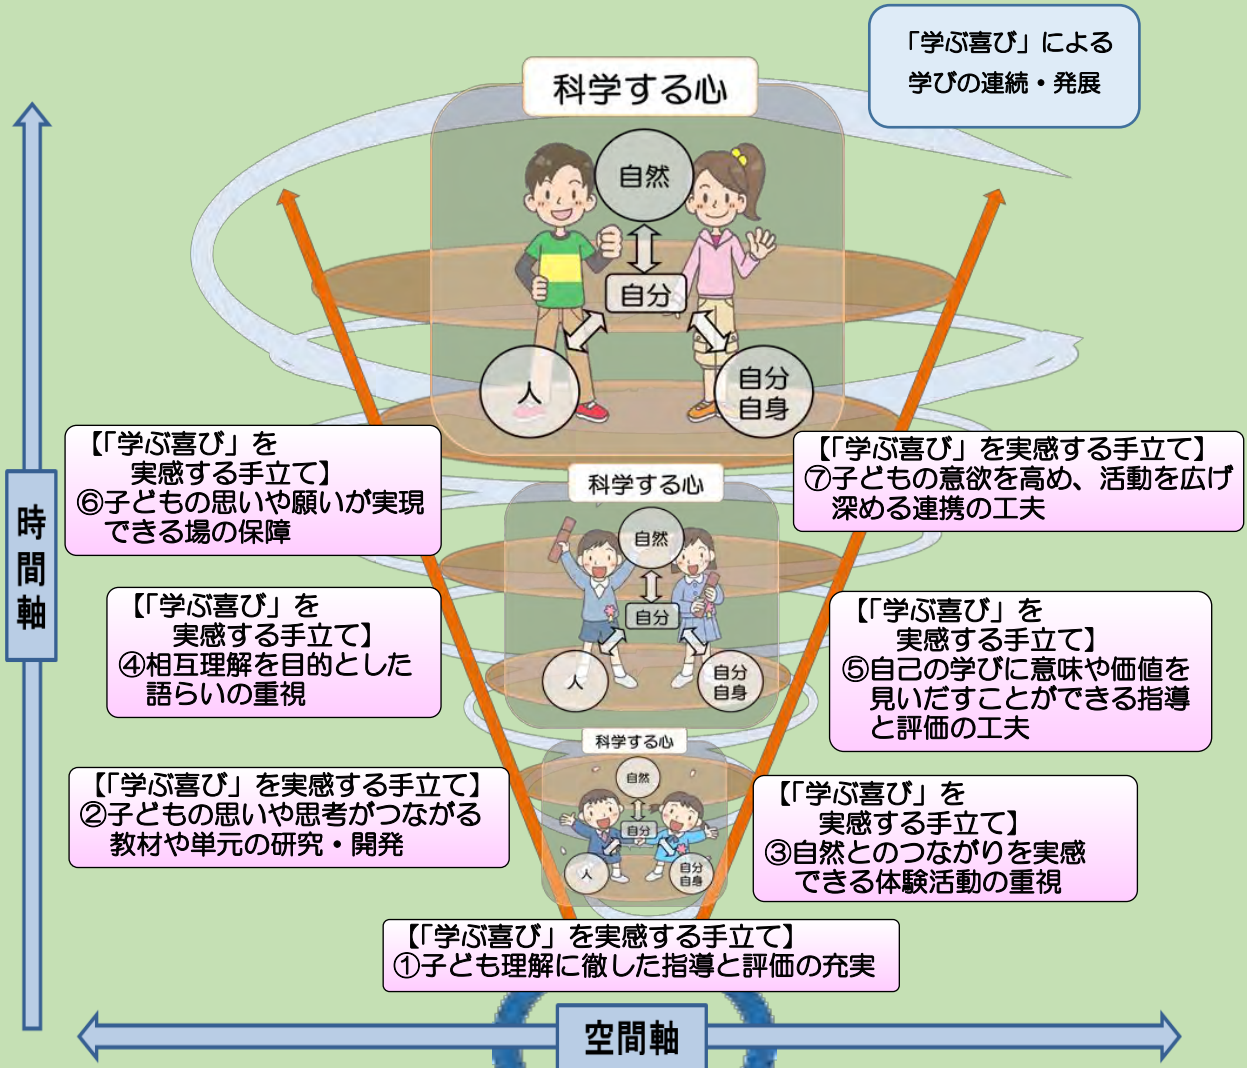 「学ぶ喜び」による
学びの連続・発展
科学する心
自然
自分
人
自分
自身
時間軸
【「学ぶ喜び」を
実感する手立て】
⑥子どもの思いや願いが実現
できる場の保障
【「学ぶ喜び」を実感する手立て】
⑦子どもの意欲を高め、活動を広げ
深める連携の工夫
科学する心
自然
自分
人
自分
自身
【「学ぶ喜び」を
実感する手立て】
④相互理解を目的とした
語らいの重視
【「学ぶ喜び」を
実感する手立て】
⑤自己の学びに意味や価値を
見いだすことができる指導
と評価の工夫
科学する心
自然
自分
人
自分
自身
【「学ぶ喜び」を実感する手立て】
②子どもの思いや思考がつながる
教材や単元の研究・開発
【「学ぶ喜び」を
実感する手立て】
③自然とのつながりを実感
できる体験活動の重視
【「学ぶ喜び」を実感する手立て】
①子ども理解に徹した指導と評価の充実
空間軸